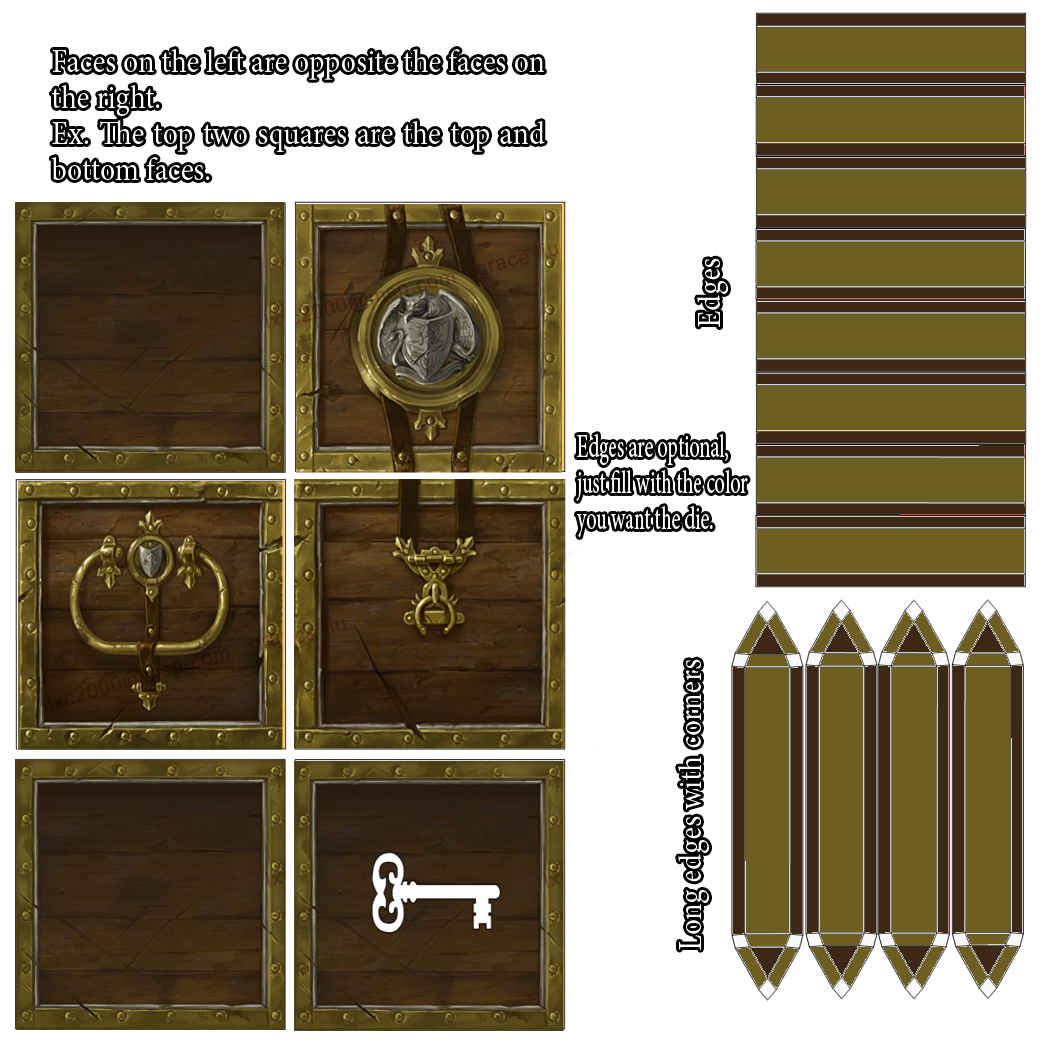 Faces on the left are opposite the faces on
the right.
Ex. The top two squares are the top and
bottom faces.
Edges
Edges are optional,
just fill with the color
you want the die.
Long edges with corners